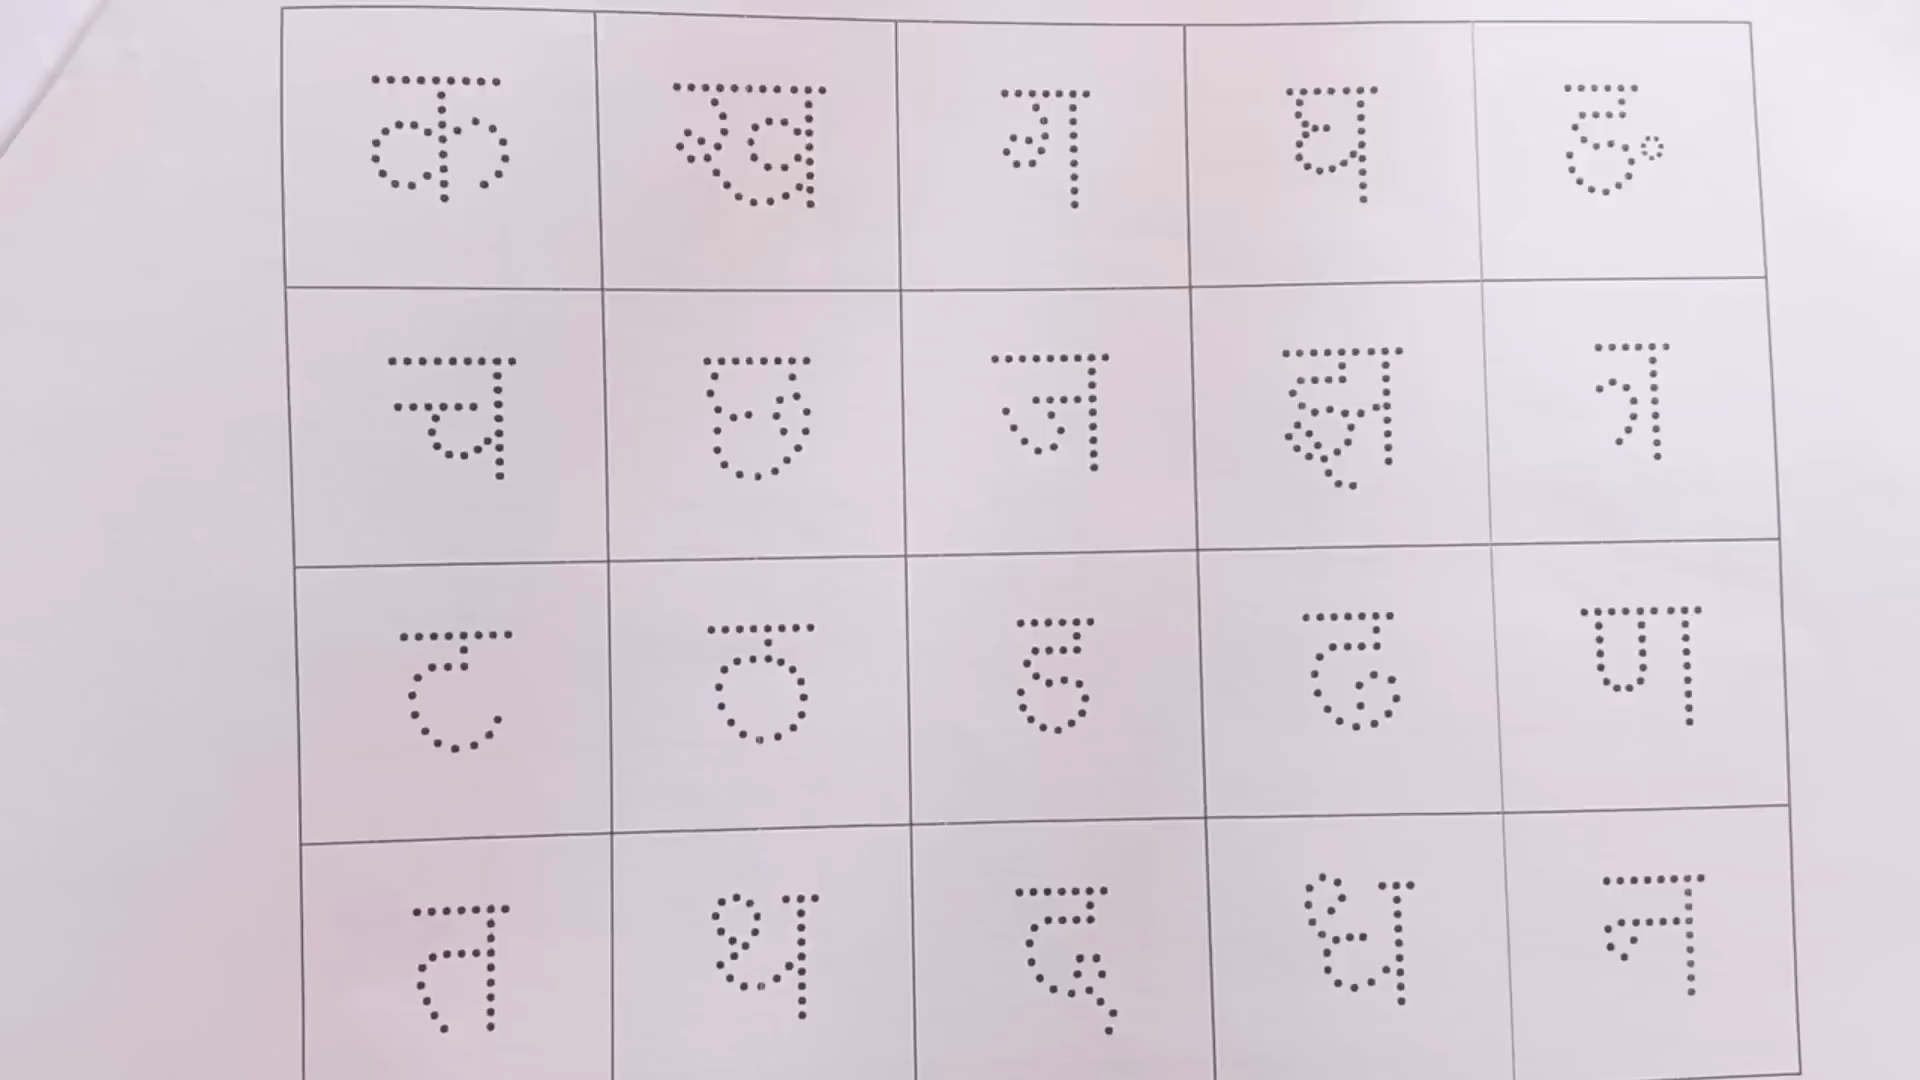 क ख ग घ ङ
च छ ज झ ञ
ट ठ ड ढ ण
त थ द ध न